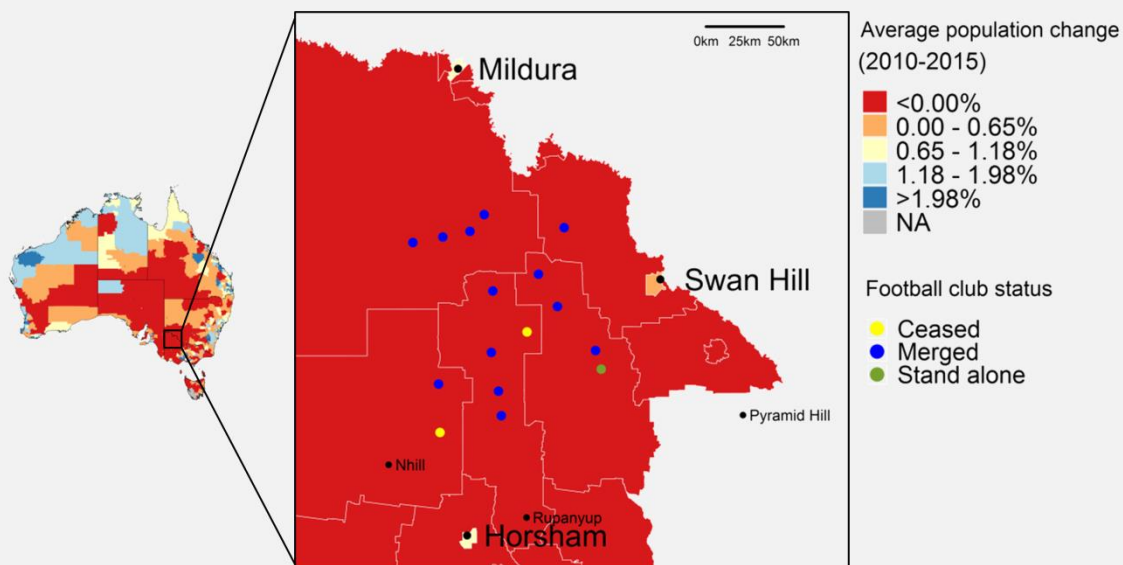 0km 25km 50km
Mildura
Swan Hill
Pyramid Hill
Nhill
Rupanyup
Horsham
Average population change
(2010-2015)
<0.00%
0.00 - 0.65%
0.65 - 1.18%
1.18 - 1.98%
>1.98%
NA
Football club status
Ceased
Merged
Stand alone